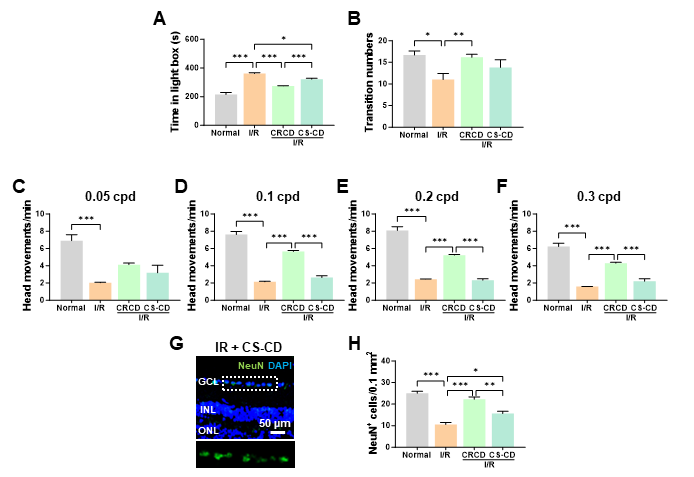 A
Time in light box (s)
600
400
200
0
***
***
***
*
Normal
I/R
CRCD
CS-CD
I/R
B
Transition numbers
20
15
10
5
0
*
**
Normal
I/R
CRCD
CS-CD
I/R
C
0.05 cpd
Head movements/min
10
8
6
4
2
0
***
Normal
I/R
CRCD
CS-CD
I/R
D
0.1 cpd
Head movements/min
10
8
6
4
2
0
***
***
***
Normal
I/R
CRCD
CS-CD
I/R
E
0.2 cpd
Head movements/min
10
8
6
4
2
0
***
***
***
Normal
I/R
CRCD
CS-CD
I/R
F
0.3 cpd
Head movements/min
10
8
6
4
2
0
***
***
***
Normal
I/R
CRCD
CS-CD
I/R
G
IR + CS-CD
NeuN DAPI
GCL
INL
ONL
50 µm
H
NeuN⁺ cells/0.1 mm²
40
30
20
10
0
***
***
**
*
Normal
I/R
CRCD
CS-CD
I/R